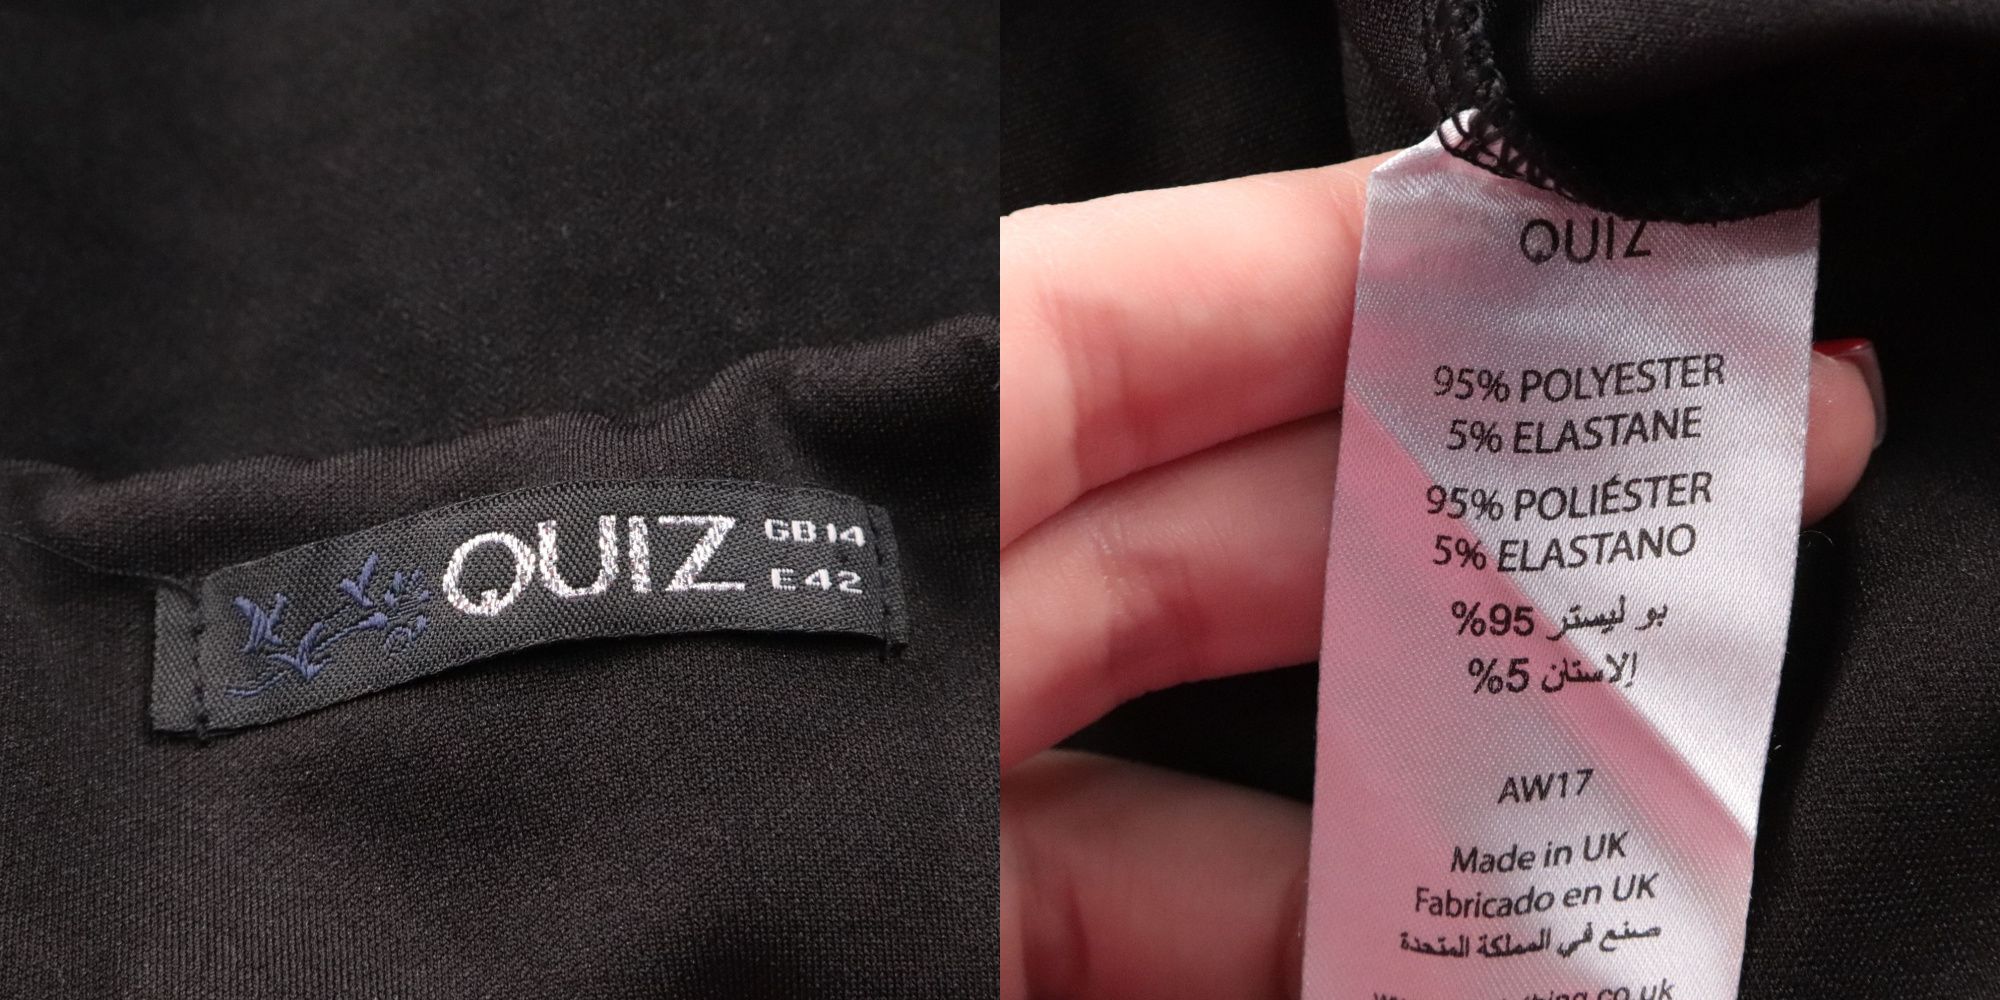 QUIZ
GB 14
E 42
QUIZ
95% POLYESTER
5% ELASTANE
95% POLIÉSTER
5% ELASTANO
بو ليستر 95%
إلاستان 5%
AW17
Made in UK
Fabricado en UK
صنع في المملكة المتحدة